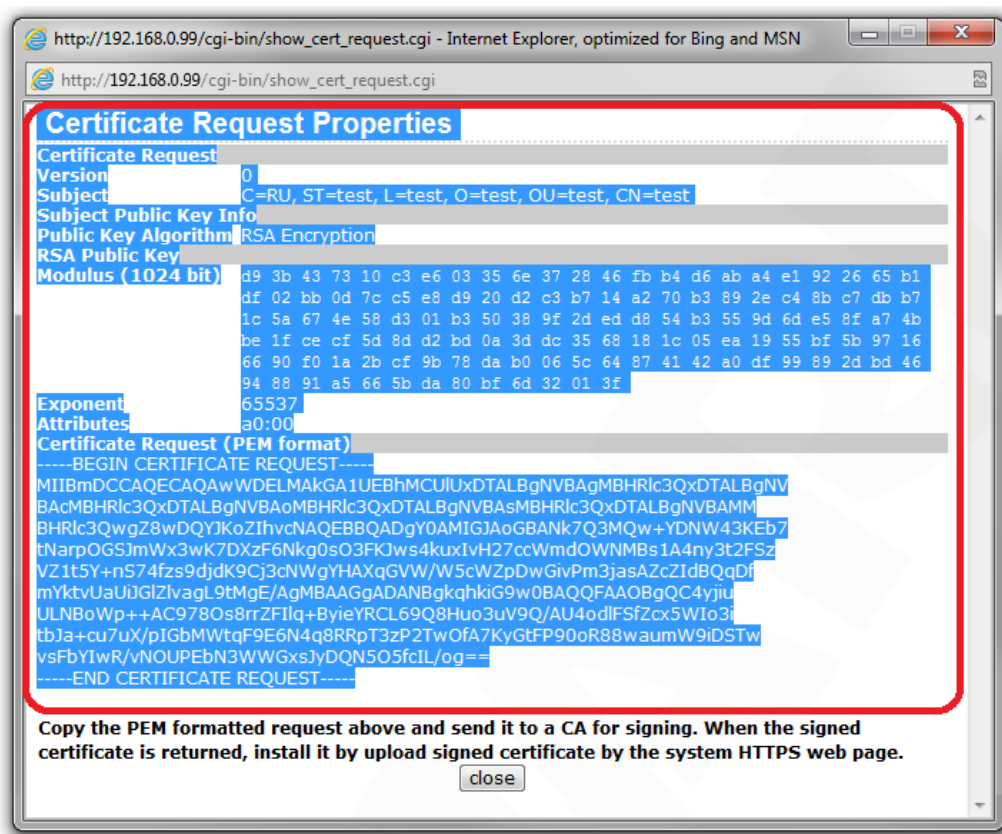 http://192.168.0.99/cgi-bin/show_cert_request.cgi - Internet Explorer, optimized for Bing and MSN
http://192.168.0.99/cgi-bin/show_cert_request.cgi
Certificate Request Properties
Certificate Request
Version 0
Subject C=RU, ST=test, L=test, O=test, OU=test, CN=test
Subject Public Key Info
Public Key Algorithm RSA Encryption
RSA Public Key
Modulus (1024 bit) d9 3b 43 73 10 c3 e6 03 35 6e 37 28 46 fb b4 d6 ab a4 e1 92 26 65 b1
df 02 bb 0d 7c c5 e8 d9 20 d2 c3 b7 14 a2 70 b3 89 2e c4 8b c7 db b7
1c 5a 67 4e 58 d3 01 b3 50 38 9f 2d ed d8 54 b3 55 9d 6d e5 8f a7 4b
be 1f ce cf 5d 8d d2 bd 0a 3d dc 35 68 18 1c 05 ea 19 55 bf 5b 97 16
66 90 f0 1a 2b cf 9b 78 da b0 06 5c 64 87 41 42 a0 df 99 89 2d bd 46
94 88 91 a5 66 5b da 80 bf 6d 32 01 3f
Exponent 65537
Attributes a0:00
Certificate Request (PEM format)
-----BEGIN CERTIFICATE REQUEST-----
MIIBmDCCAQECAQAwWDELMAkGA1UEBhMCUlUxDTALBgNVBAgMBHRlc3QxDTALBgNV
BAcMBHRlc3QxDTALBgNVBAoMBHRlc3QxDTALBgNVBAsMBHRlc3QxDTALBgNVBAMM
BHRlc3QwgZ8wDQYJKoZIhvcNAQEBBQADgY0AMIGJAoGBANk7Q3MQw+YDNW43KEb7
tNarpOGSJmWx3wK7DXzF6Nkg0sO3FKJws4kuxIvH27ccWmdOWNMBs1A4ny3t2FSz
VZ1t5Y+nS74fzs9djdK9Cj3cNWgYHAXqGVW/W5cWZpDwGivPm3jasAZcZIdBQqDf
mYktvUaUiJGlZlvagL9tMgE/AgMBAAGgADANBgkqhkiG9w0BAQQFAAOBgQC4yjiu
ULNBoWp++AC978Os8rrZFIlq+ByieYRCL69Q8Huo3uV9Q/AU4odlFSfZcx5WIo3i
tbJa+cu7uX/pIGbMWtqF9E6N4q8RRpT3zP2TwOfA7KyGtFP90oR88waumW9iDSTw
vsFbYIwR/vNOUPEbN3WWGxsJyDQN5O5fcIL/og==
-----END CERTIFICATE REQUEST-----
Copy the PEM formatted request above and send it to a CA for signing. When the signed
certificate is returned, install it by upload signed certificate by the system HTTPS web page.
close